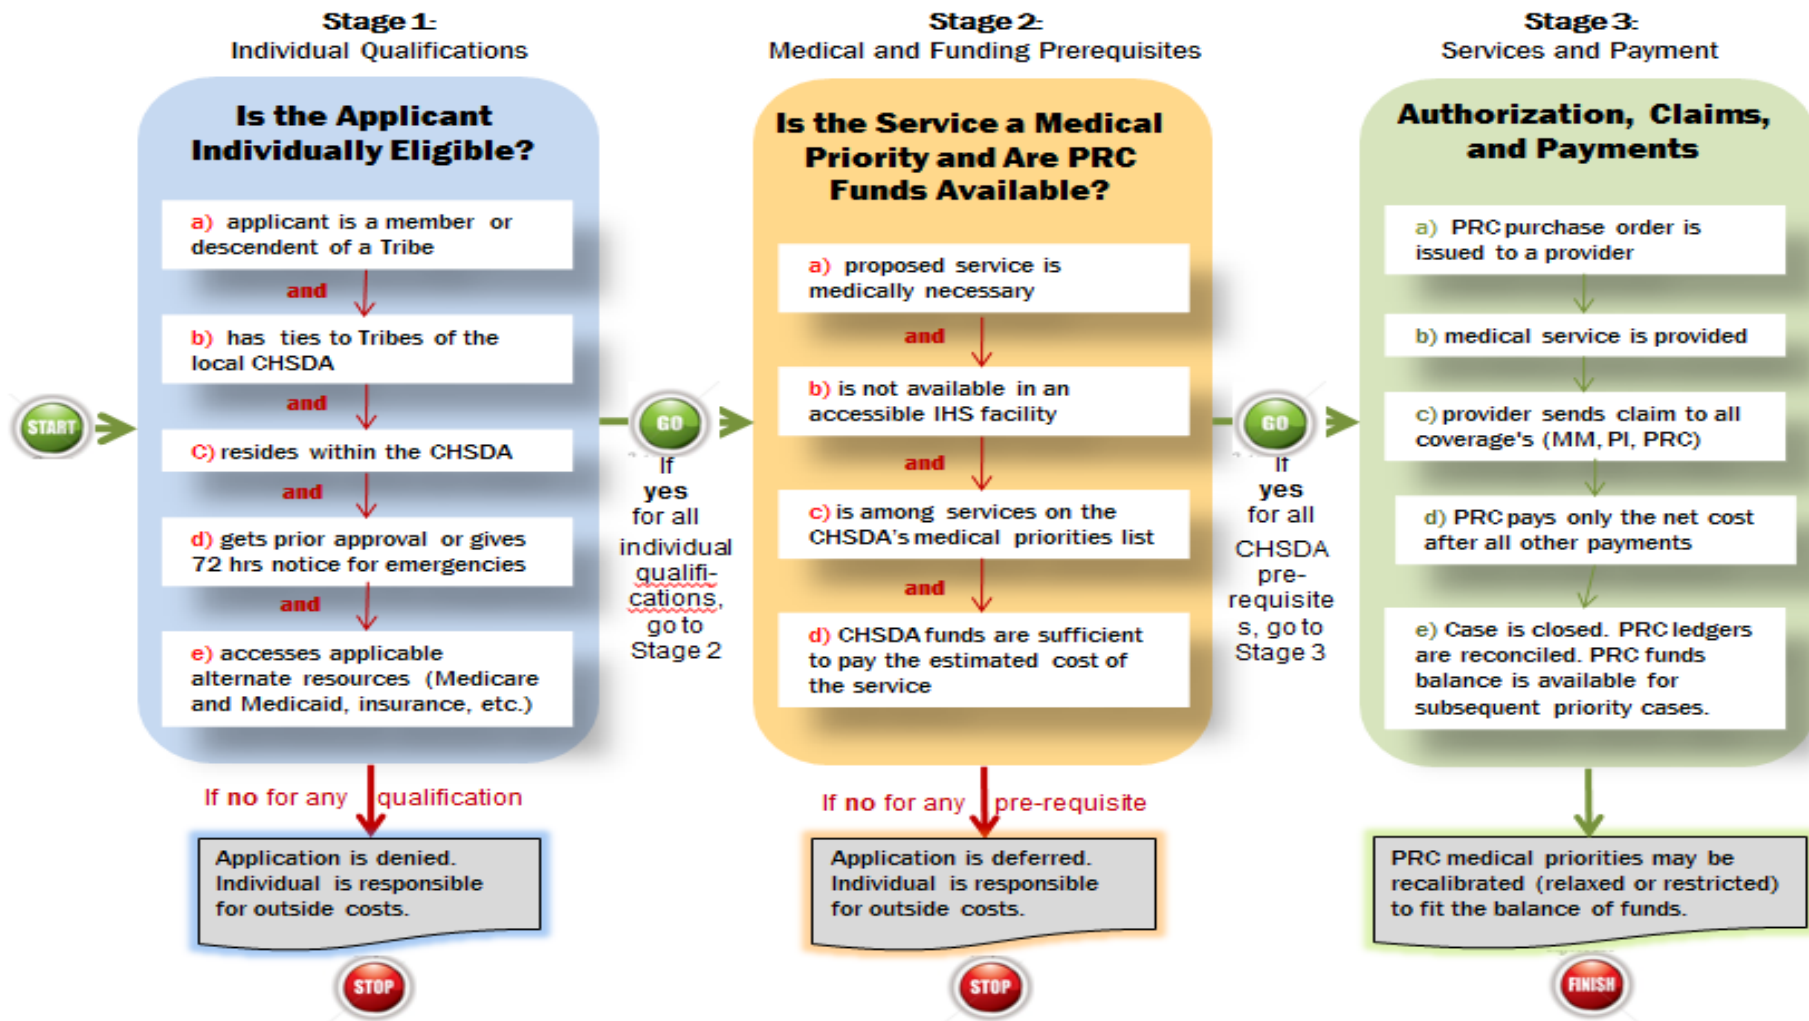 Stage 1:
Individual Qualifications
Is the Applicant
Individually Eligible?
a) applicant is a member or
descendent of a Tribe
and
b) has ties to Tribes of the
local CHSDA
and
C) resides within the CHSDA
and
d) gets prior approval or gives
72 hrs notice for emergencies
and
e) accesses applicable
alternate resources (Medicare
and Medicaid, insurance, etc.)
START
If no for any qualification
Application is denied.
Individual is responsible
for outside costs.
STOP
GO
If
yes
for all
individual
qualifi-
cations,
go to
Stage 2
Stage 2:
Medical and Funding Prerequisites
Is the Service a Medical
Priority and Are PRC
Funds Available?
a) proposed service is
medically necessary
and
b) is not available in an
accessible IHS facility
and
c) is among services on the
CHSDA's medical priorities list
and
d) CHSDA funds are sufficient
to pay the estimated cost of
the service
If no for any pre-requisite
Application is deferred.
Individual is responsible
for outside costs.
STOP
GO
If
yes
for all
CHSDA
pre-
requisite
s, go to
Stage 3
Stage 3:
Services and Payment
Authorization, Claims,
and Payments
a) PRC purchase order is
issued to a provider
b) medical service is provided
c) provider sends claim to all
coverage's (MM, PI, PRC)
d) PRC pays only the net cost
after all other payments
e) Case is closed. PRC ledgers
are reconciled. PRC funds
balance is available for
subsequent priority cases.
PRC medical priorities may be
recalibrated (relaxed or restricted)
to fit the balance of funds.
FINISH